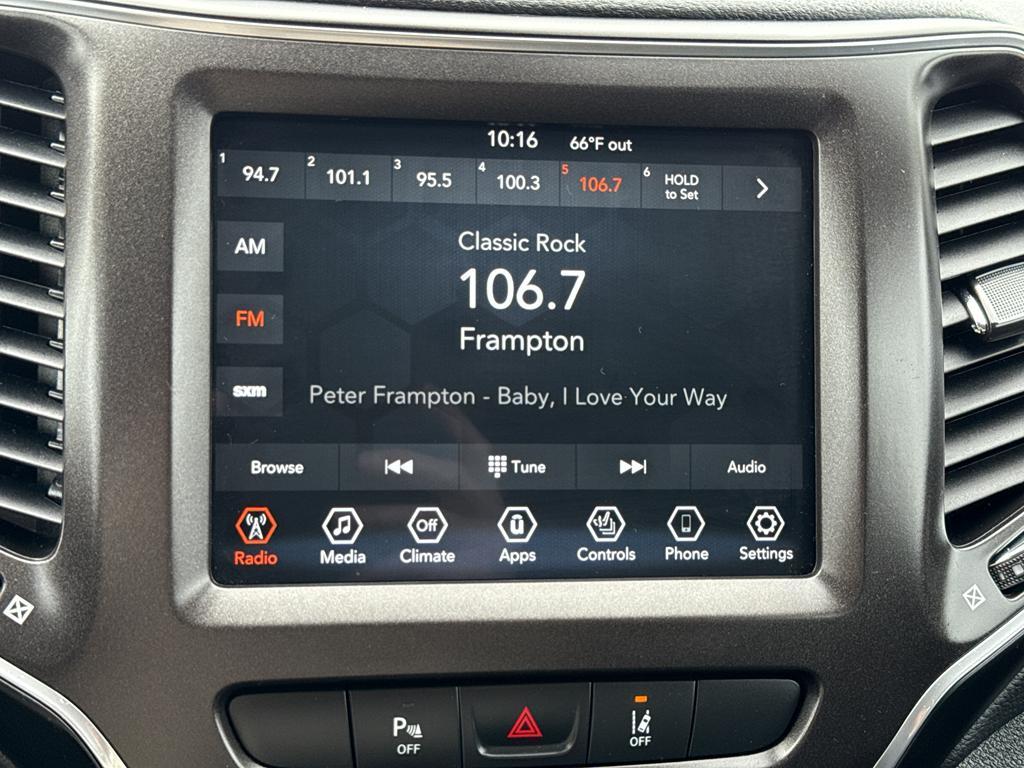 10:16 66°F out
1 94.7 2 101.1 3 95.5 4 100.3 5 106.7 6 HOLD
to Set
AM
Classic Rock
106.7
FM
Frampton
sxm
Peter Frampton - Baby, I Love Your Way
Browse Tune Audio
Off
Radio Media Climate Apps Controls Phone Settings
P OFF
OFF